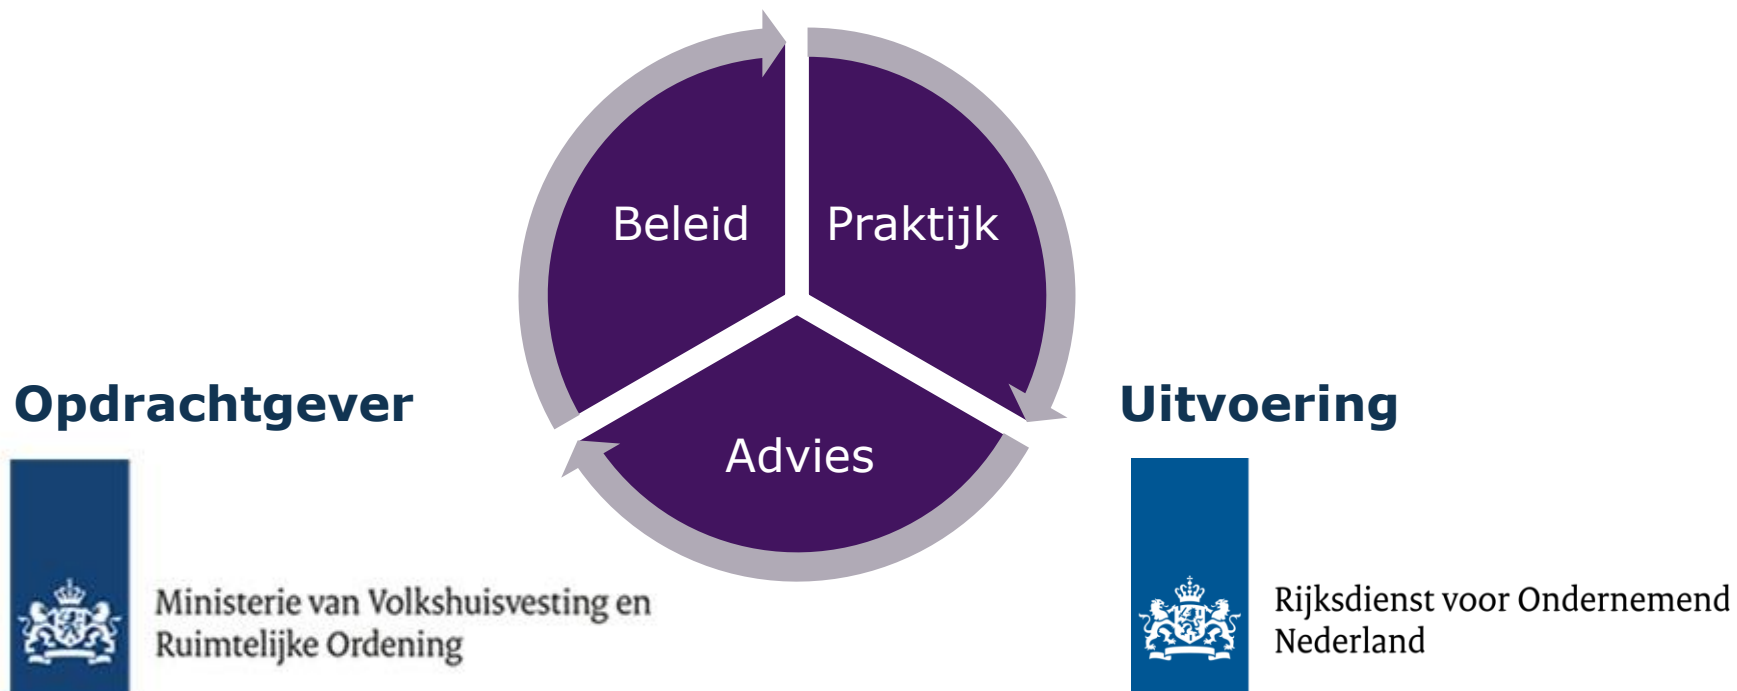 Beleid
Praktijk
Advies
Opdrachtgever
Uitvoering
Ministerie van Volkshuisvesting en
Ruimtelijke Ordening
Rijksdienst voor Ondernemend
Nederland